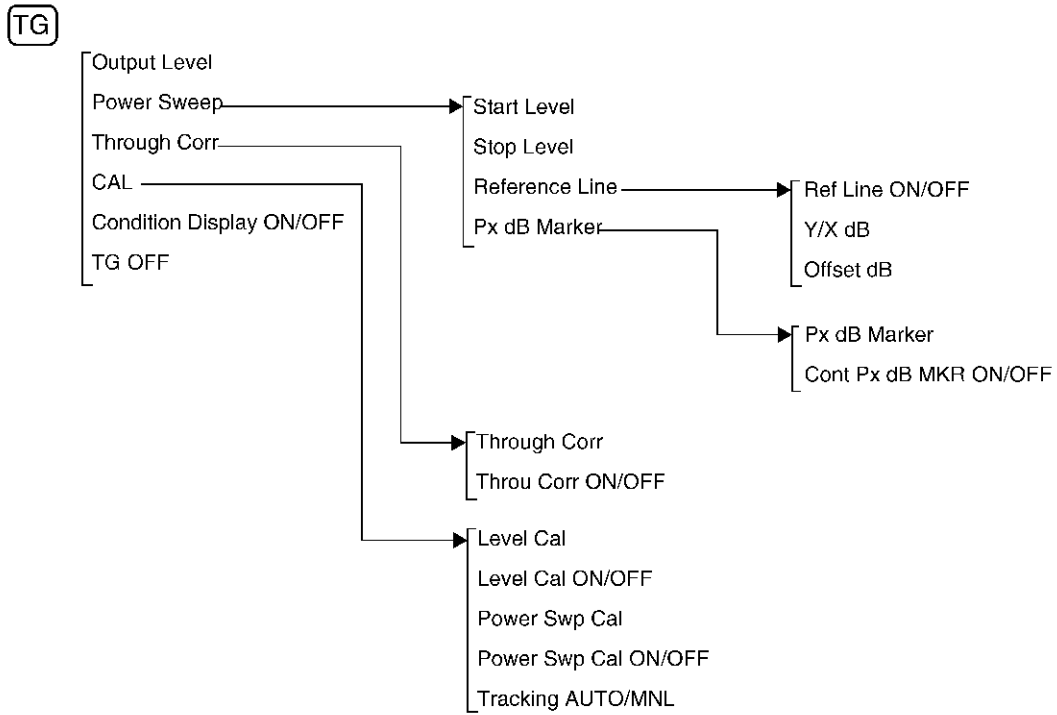 TG
Output Level
Power Sweep
Through Corr
CAL
Condition Display ON/OFF
TG OFF
Start Level
Stop Level
Reference Line
Px dB Marker
Ref Line ON/OFF
Y/X dB
Offset dB
Px dB Marker
Cont Px dB MKR ON/OFF
Through Corr
Throu Corr ON/OFF
Level Cal
Level Cal ON/OFF
Power Swp Cal
Power Swp Cal ON/OFF
Tracking AUTO/MNL